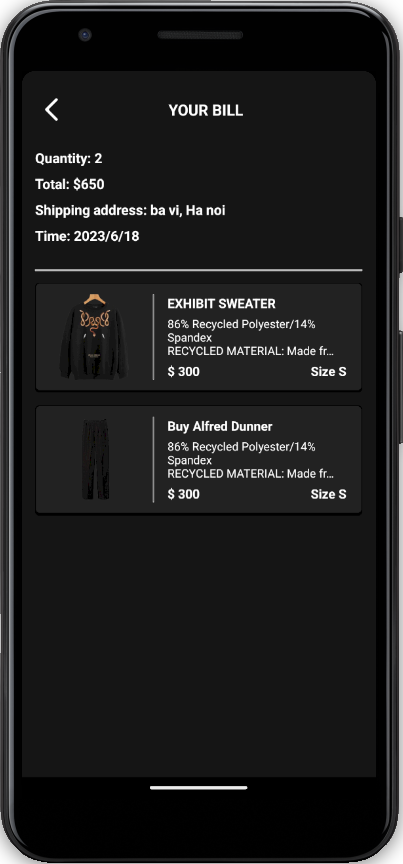 YOUR BILL
Quantity: 2
Total: $650
Shipping address: ba vi, Ha noi
Time: 2023/6/18
EXHIBIT SWEATER
86% Recycled Polyester/14%
Spandex
RECYCLED MATERIAL: Made fr...
$ 300 Size S
Buy Alfred Dunner
86% Recycled Polyester/14%
Spandex
RECYCLED MATERIAL: Made fr...
$ 300 Size S